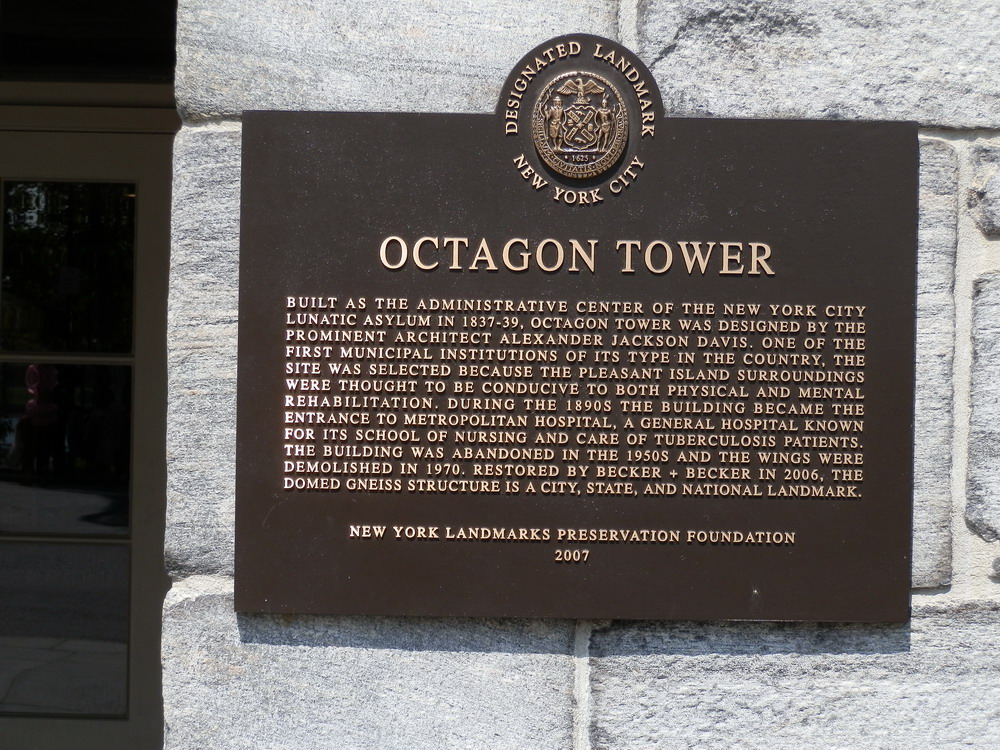 DESIGNATED LANDMARK
1625
NEW YORK CITY
OCTAGON TOWER
BUILT AS THE ADMINISTRATIVE CENTER OF THE NEW YORK CITY
LUNATIC ASYLUM IN 1837-39, OCTAGON TOWER WAS DESIGNED BY THE
PROMINENT ARCHITECT ALEXANDER JACKSON DAVIS. ONE OF THE
FIRST MUNICIPAL INSTITUTIONS OF ITS TYPE IN THE COUNTRY, THE
SITE WAS SELECTED BECAUSE THE PLEASANT ISLAND SURROUNDINGS
WERE THOUGHT TO BE CONDUCIVE TO BOTH PHYSICAL AND MENTAL
REHABILITATION. DURING THE 1890S THE BUILDING BECAME THE
ENTRANCE TO METROPOLITAN HOSPITAL, A GENERAL HOSPITAL KNOWN
FOR ITS SCHOOL OF NURSING AND CARE OF TUBERCULOSIS PATIENTS.
THE BUILDING WAS ABANDONED IN THE 1950S AND THE WINGS WERE
DEMOLISHED IN 1970. RESTORED BY BECKER + BECKER IN 2006, THE
DOMED GNEISS STRUCTURE IS A CITY, STATE, AND NATIONAL LANDMARK.
NEW YORK LANDMARKS PRESERVATION FOUNDATION
2007